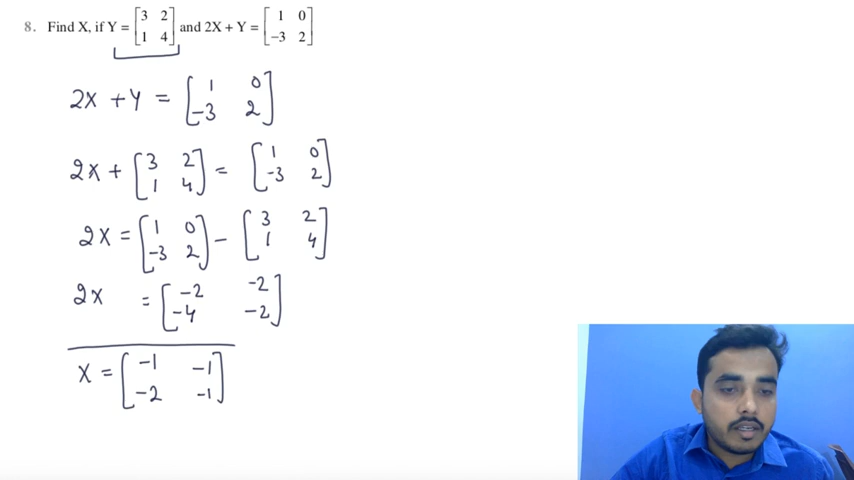 8. Find X, if Y = [3 2 1 4] and 2X + Y = [1 0 -3 2]
2X + Y = [1 0 -3 2]
2X + [3 2 1 4] = [1 0 -3 2]
2X = [1 0 -3 2] - [3 2 1 4]
2X = [-2 -2 -4 -2]
X = [-1 -1 -2 -1]